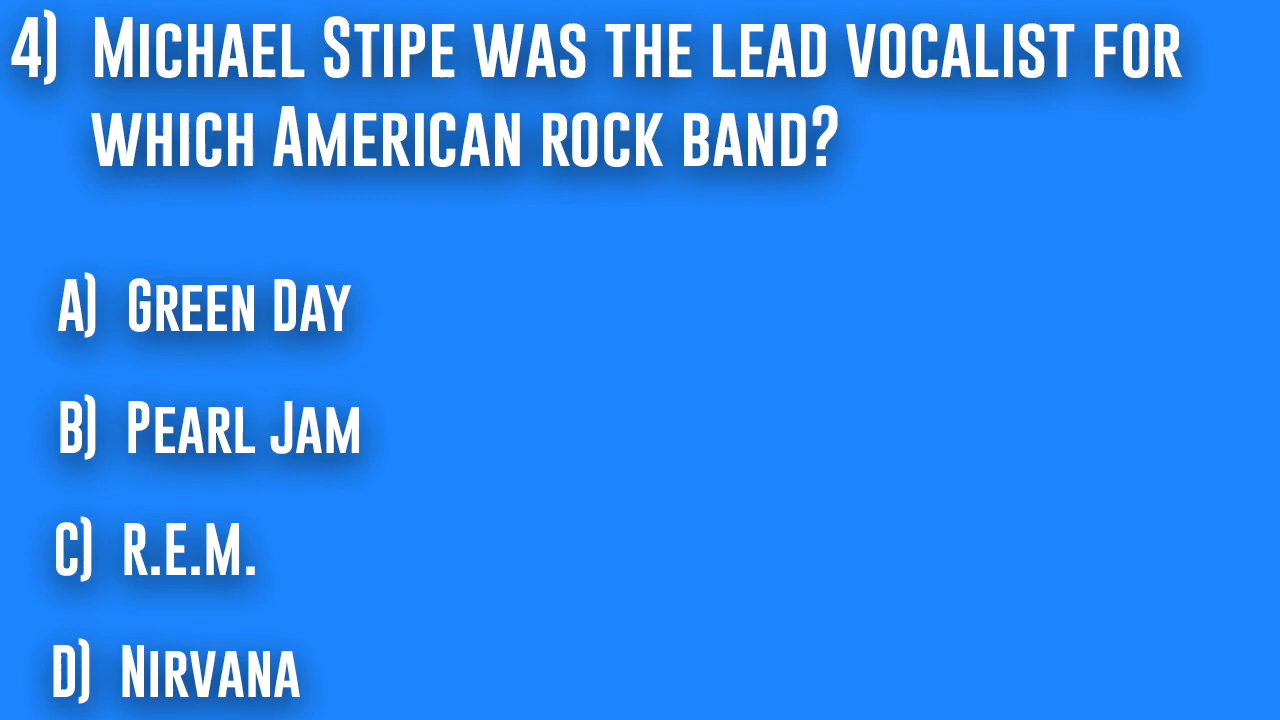 4) Michael Stipe was the lead vocalist for
which American rock band?
A) Green Day
B) Pearl Jam
C) R.E.M.
D) Nirvana